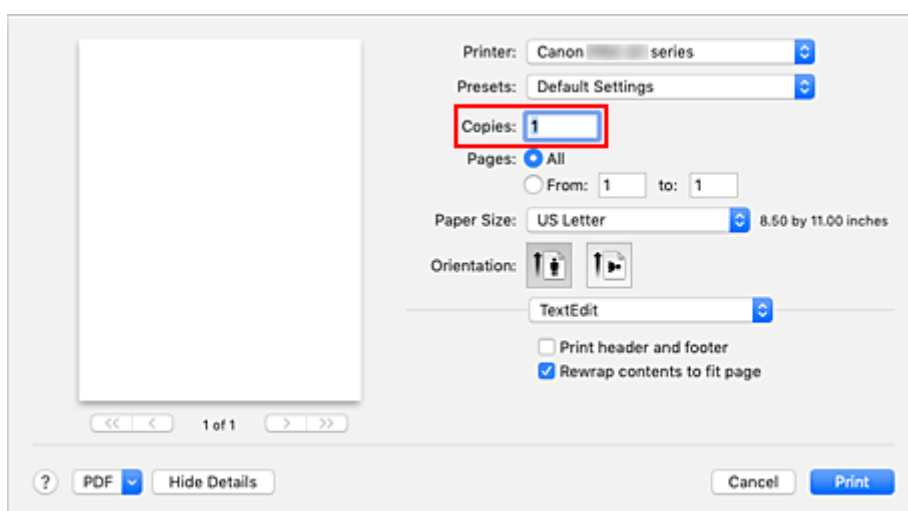 Printer: Canon series
Presets: Default Settings
Copies: 1
Pages: All
From: 1 to: 1
Paper Size: US Letter 8.50 by 11.00 inches
Orientation:
TextEdit
Print header and footer
Rewrap contents to fit page
<< < 1 of 1 > >>
? PDF Hide Details Cancel Print